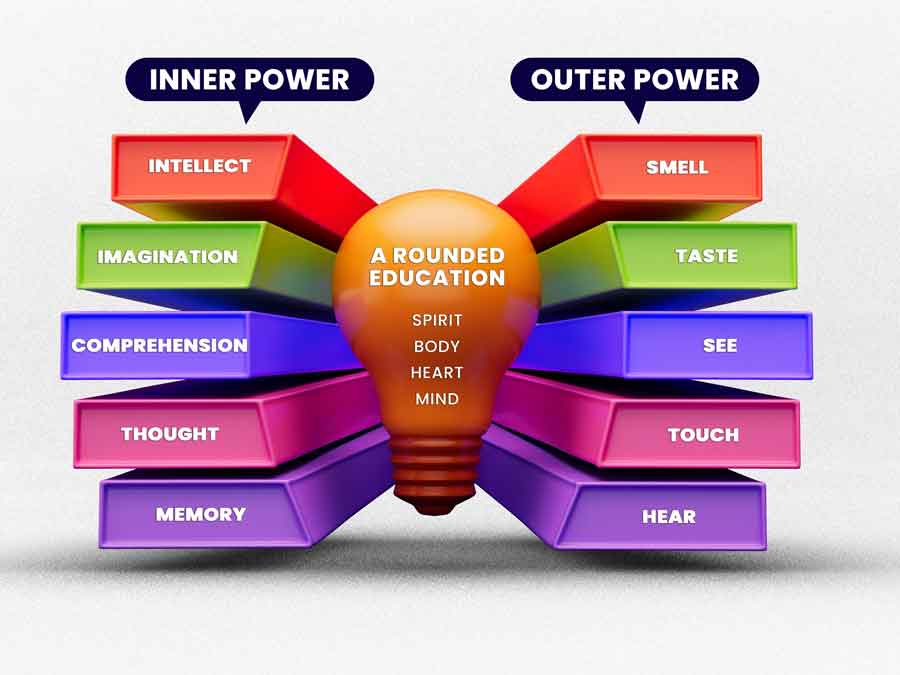 INNER POWER
OUTER POWER
INTELLECT
IMAGINATION
COMPREHENSION
THOUGHT
MEMORY
A ROUNDED
EDUCATION
SPIRIT
BODY
HEART
MIND
SMELL
TASTE
SEE
TOUCH
HEAR